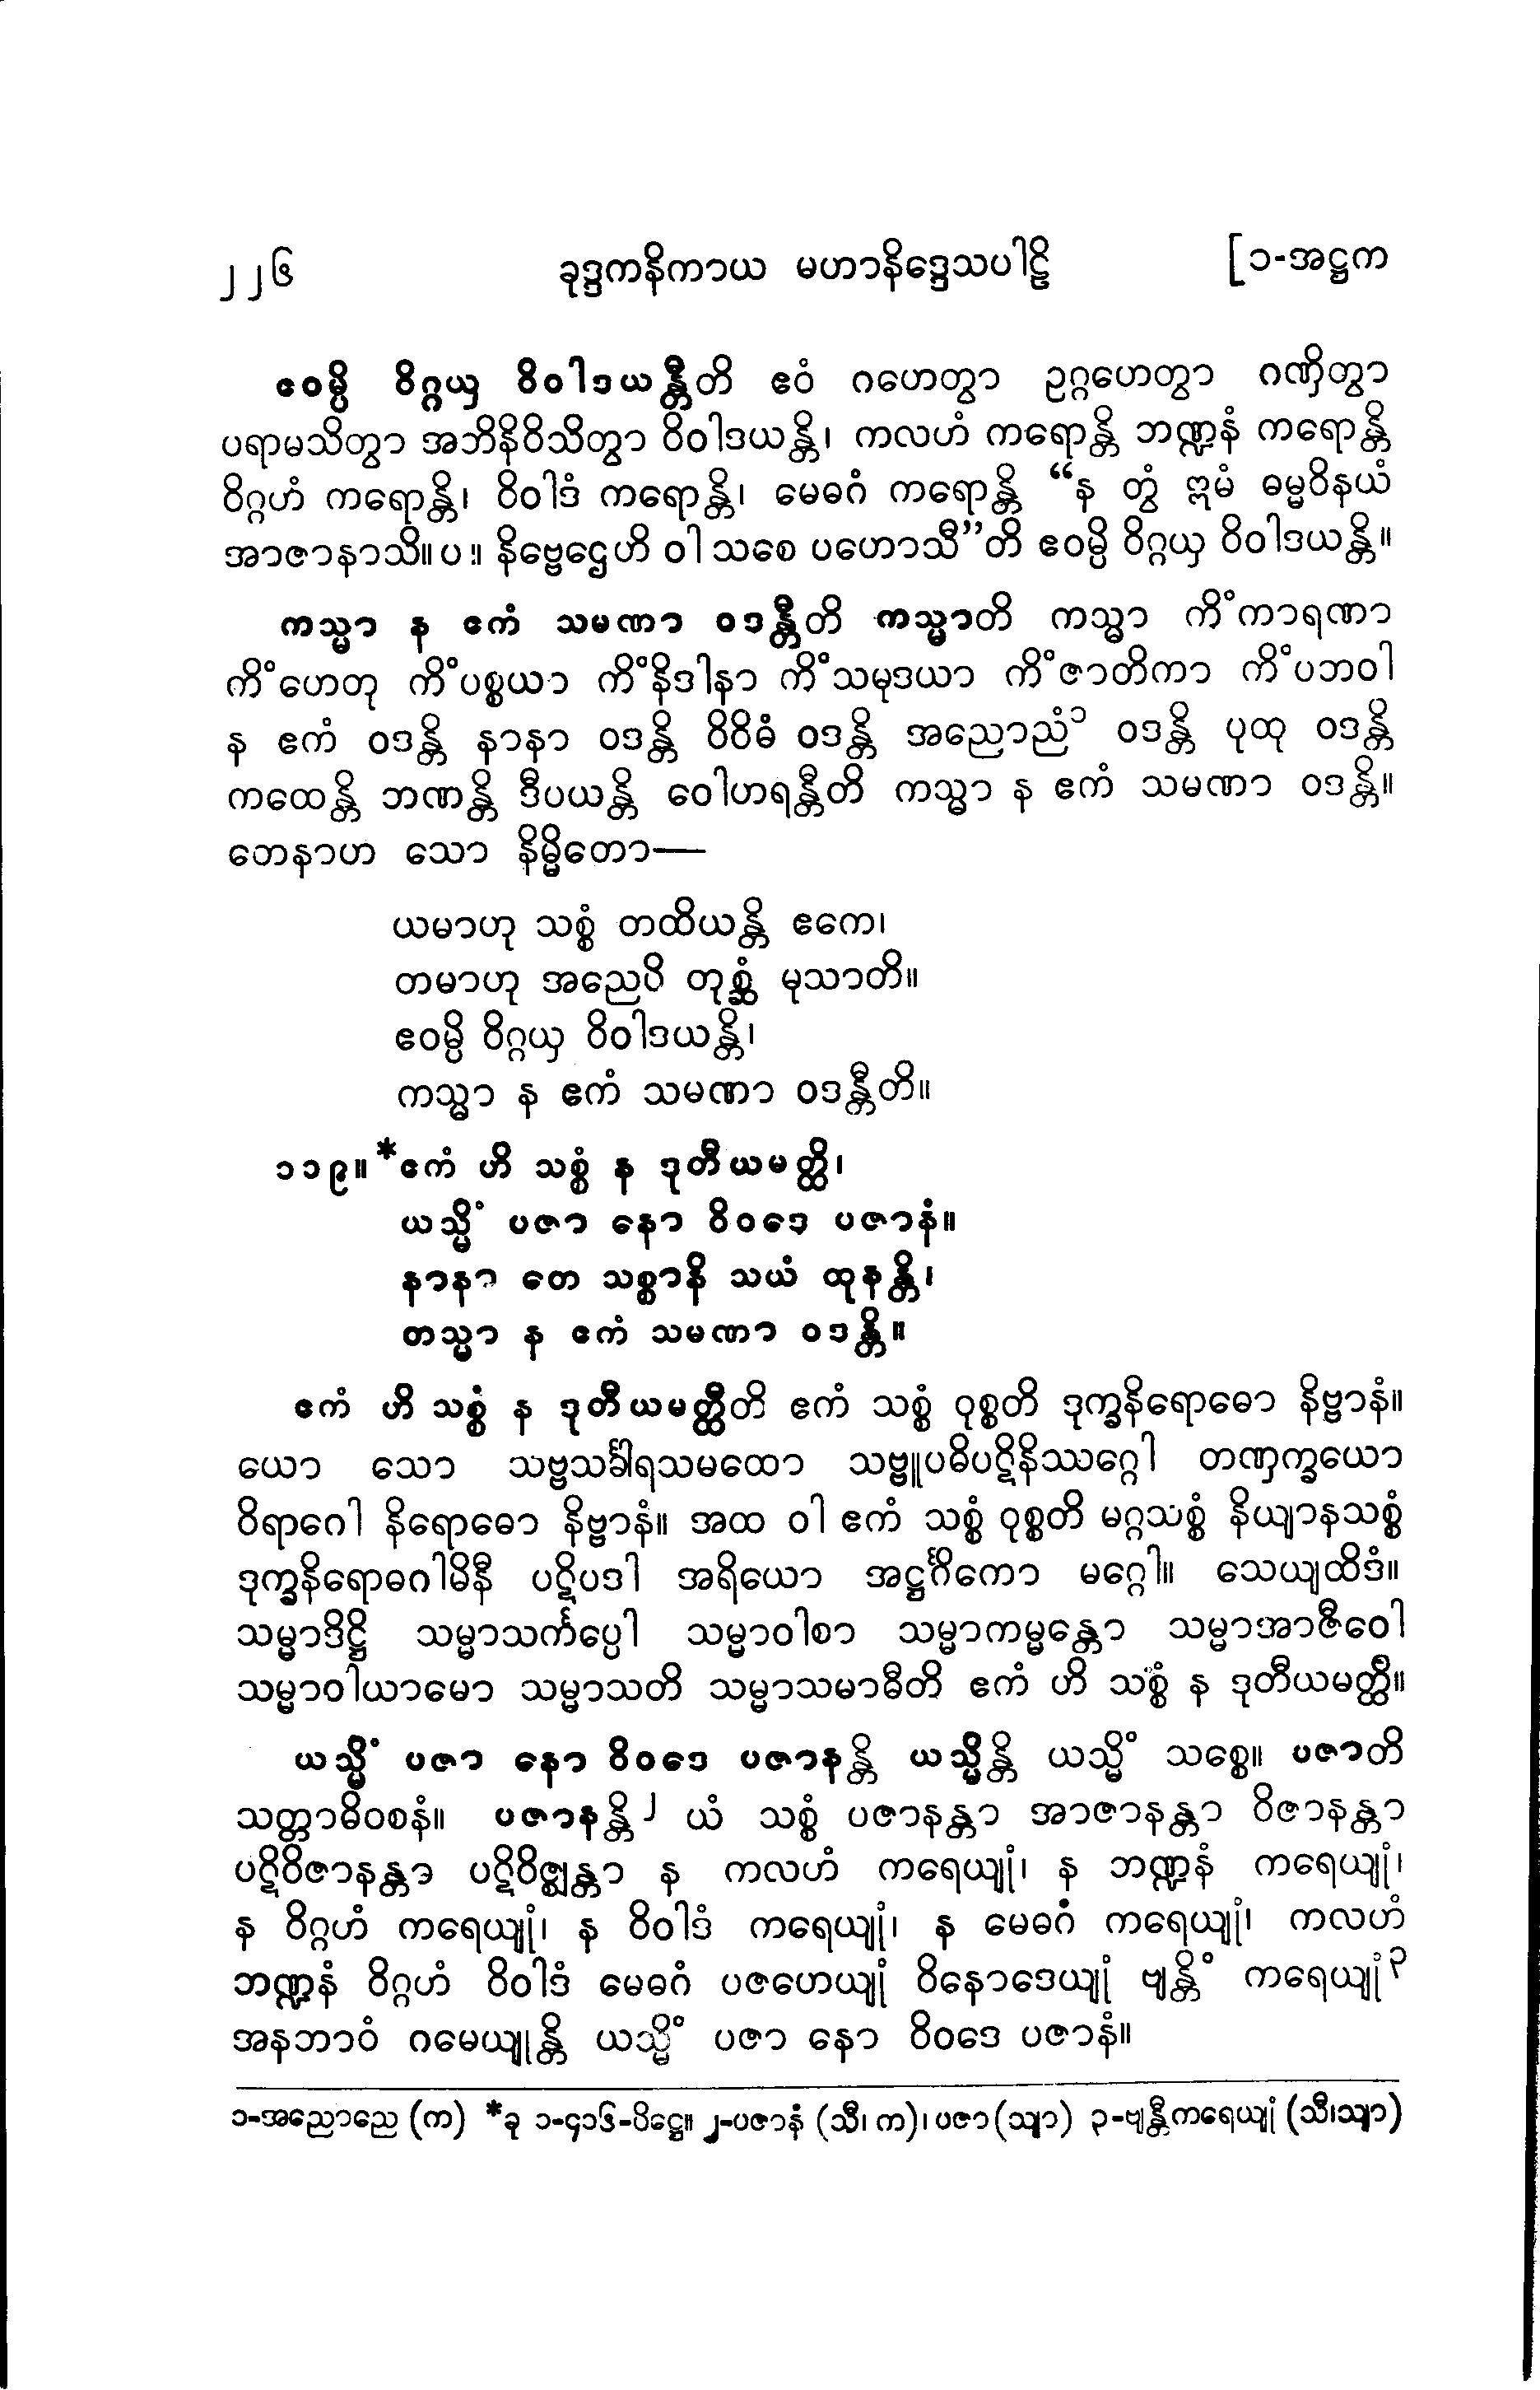 ၂၂၆ ခုဒ္ဒကနိကာယ မဟာနိဒ္ဒေသပါဠိ [၁-အဋ္ဌက
ဧဝမ္ပိ ဝိဂ္ဂယှ ဝိဝါဒယန္တီတိ ဧဝံ ဂဟေတွာ ဥဂ္ဂဟေတွာ ဂဏှိတွာ
ပရာမသိတွာ အဘိနိဝိသိတွာ ဝိဝါဒယန္တိ၊ ကလဟံ ကရောန္တိ ဘဏ္ဍနံ ကရောန္တိ
ဝိဂ္ဂဟံ ကရောန္တိ၊ ဝိဝါဒံ ကရောန္တိ၊ မေဓဂံ ကရောန္တိ “န တွံ ဣမံ ဓမ္မဝိနယံ
အာဇာနာသိ။ပ။ နိဗ္ဗေဌေဟိ ဝါ သစေ ပဟောသီ”တိ ဧဝမ္ပိ ဝိဂ္ဂယှ ဝိဝါဒယန္တိ။
ကသ္မာ န ဧကံ သမဏာ ဝဒန္တီတိ ကသ္မာတိ ကသ္မာ ကိံကာရဏာ
ကိံဟေတု ကိံပစ္စယာ ကိံနိဒါနာ ကိံသမုဒယာ ကိံဇာတိကာ ကိံပဘဝါ
န ဧကံ ဝဒန္တိ နာနာ ဝဒန္တိ ဝိဝိဓံ ဝဒန္တိ အညောညံ၁ ဝဒန္တိ ပုထု ဝဒန္တိ
ကထေန္တိ ဘဏန္တိ ဒီပယန္တိ ဝေါဟရန္တီတိ ကသ္မာ န ဧကံ သမဏာ ဝဒန္တိ။
တေနာဟ သော နိမ္မိတော—
ယမာဟု သစ္စံ တထိယန္တိ ဧကေ၊
တမာဟု အညေပိ တုစ္ဆံ မုသာတိ။
ဧဝမ္ပိ ဝိဂ္ဂယှ ဝိဝါဒယန္တိ၊
ကသ္မာ န ဧကံ သမဏာ ဝဒန္တီတိ။
၁၁၉။ *ဧကံ ဟိ သစ္စံ န ဒုတီယမတ္ထိ၊
ယသ္မိံ ပဇာ နော ဝိဝဒေ ပဇာနံ။
နာနာ တေ သစ္စာနိ သယံ ထုနန္တိ၊
တသ္မာ န ဧကံ သမဏာ ဝဒန္တိ။
ဧကံ ဟိ သစ္စံ န ဒုတီယမတ္ထီတိ ဧကံ သစ္စံ ဝုစ္စတိ ဒုက္ခနိရောဓော နိဗ္ဗာနံ။
ယော သော သဗ္ဗသင်္ခါရသမထော သဗ္ဗူပဓိပဋိနိဿဂ္ဂေါ တဏှက္ခယော
ဝိရာဂေါ နိရောဓော နိဗ္ဗာနံ။ အထ ဝါ ဧကံ သစ္စံ ဝုစ္စတိ မဂ္ဂသစ္စံ နိယျာနသစ္စံ
ဒုက္ခနိရောဓဂါမိနီ ပဋိပဒါ အရိယော အဋ္ဌင်္ဂိကော မဂ္ဂေါ။ သေယျထိဒံ။
သမ္မာဒိဋ္ဌိ သမ္မာသင်္ကပ္ပေါ သမ္မာဝါစာ သမ္မာကမ္မန္တော သမ္မာအာဇီဝေါ
သမ္မာဝါယာမော သမ္မာသတိ သမ္မာသမာဓီတိ ဧကံ ဟိ သစ္စံ န ဒုတီယမတ္ထိ။
ယသ္မိံ ပဇာ နော ဝိဝဒေ ပဇာနန္တိ ယသ္မိန္တိ ယသ္မိံ သစ္စေ။ ပဇာတိ
သတ္တာဓိဝစနံ။ ပဇာနန္တိ၂ ယံ သစ္စံ ပဇာနန္တာ အာဇာနန္တာ ဝိဇာနန္တာ
ပဋိဝိဇာနန္တာ ပဋိဝိဇ္ဈန္တာ န ကလဟံ ကရေယျုံ၊ န ဘဏ္ဍနံ ကရေယျုံ၊
န ဝိဂ္ဂဟံ ကရေယျုံ၊ န ဝိဝါဒံ ကရေယျုံ၊ န မေဓဂံ ကရေယျုံ၊ ကလဟံ
ဘဏ္ဍနံ ဝိဂ္ဂဟံ ဝိဝါဒံ မေဓဂံ ပဇဟေယျုံ ဝိနောဒေယျုံ ဗျန္တိံ ကရေယျုံ၃
အနဘာဝံ ဂမေယျုန္တိ ယသ္မိံ ပဇာ နော ဝိဝဒေ ပဇာနံ။
၁-အညောညေ (က) *ခု ၁-၄၁၆-ပိဋ္ဌေ။ ၂-ပဇာနံ (သီ၊ က)၊ ပဇာ (သျာ) ၃-ဗျန္တီကရေယျုံ (သီ၊သျာ)